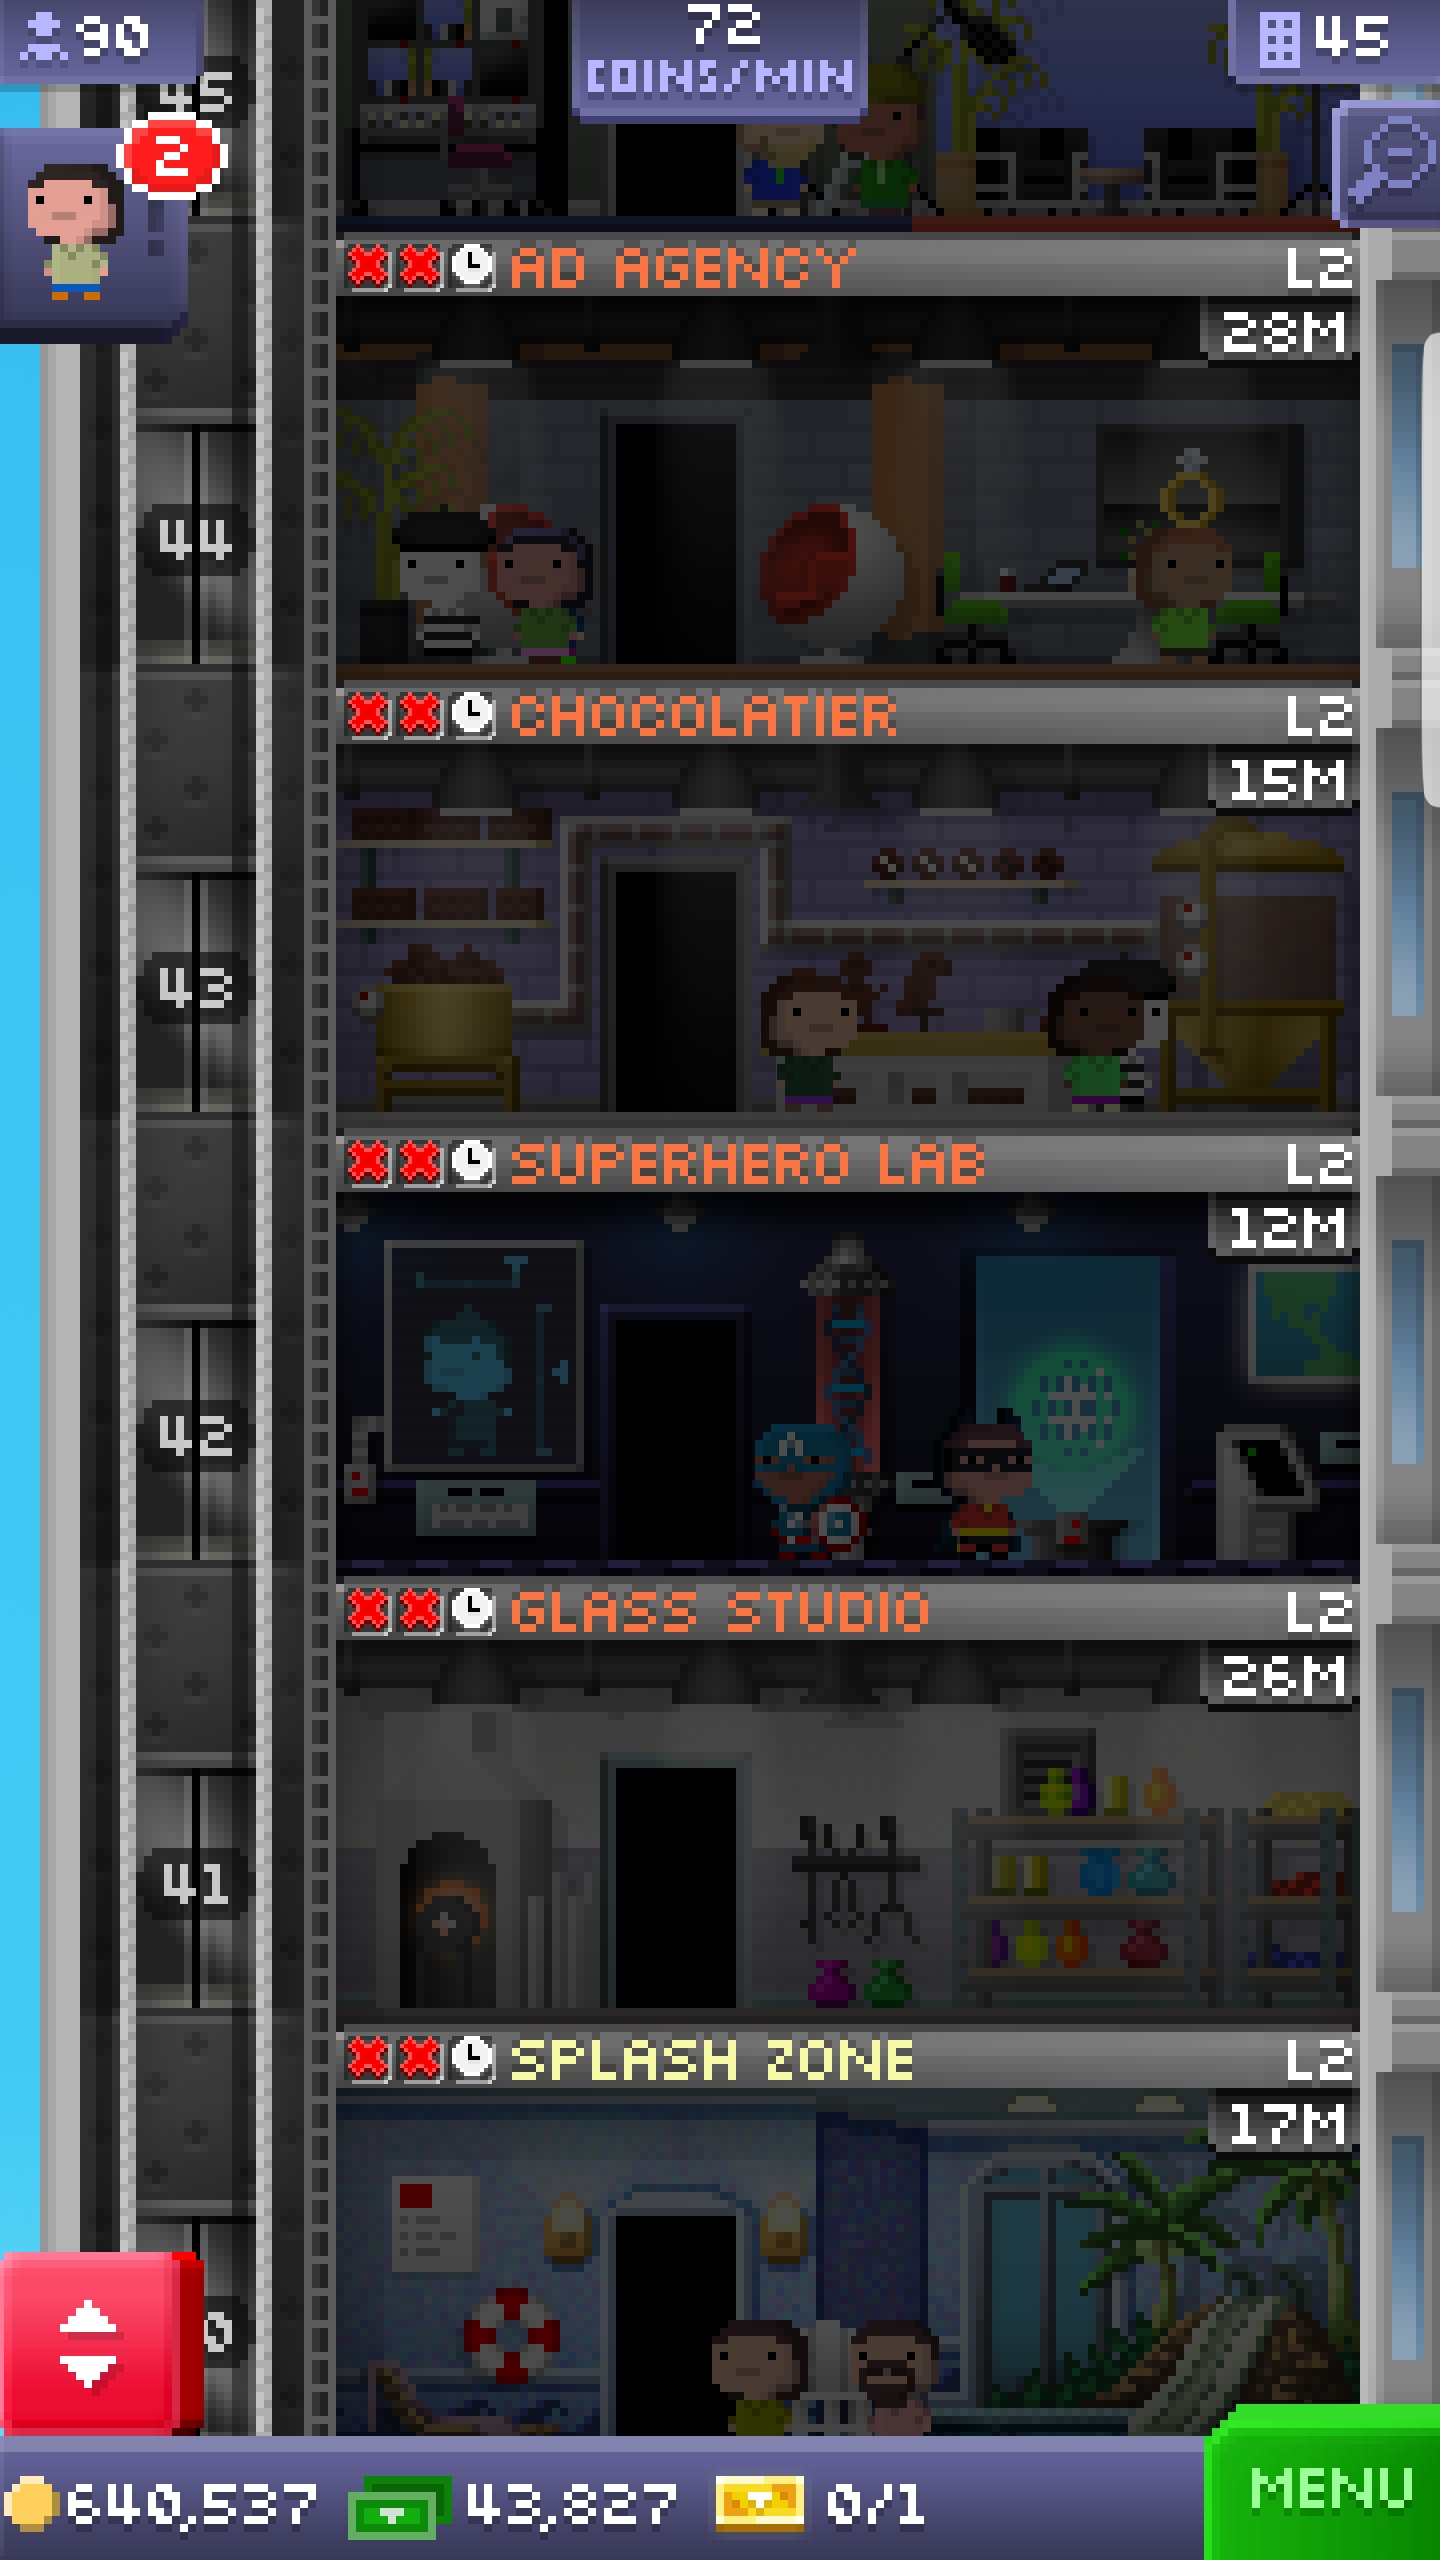 90
72
COINS/MIN
45
45
2
AD AGENCY L2
28M
44
CHOCOLATIER L2
15M
43
SUPERHERO LAB L2
12M
42
GLASS STUDIO L2
26M
41
SPLASH ZONE L2
17M
0
640,537 43,827 0/1
MENU